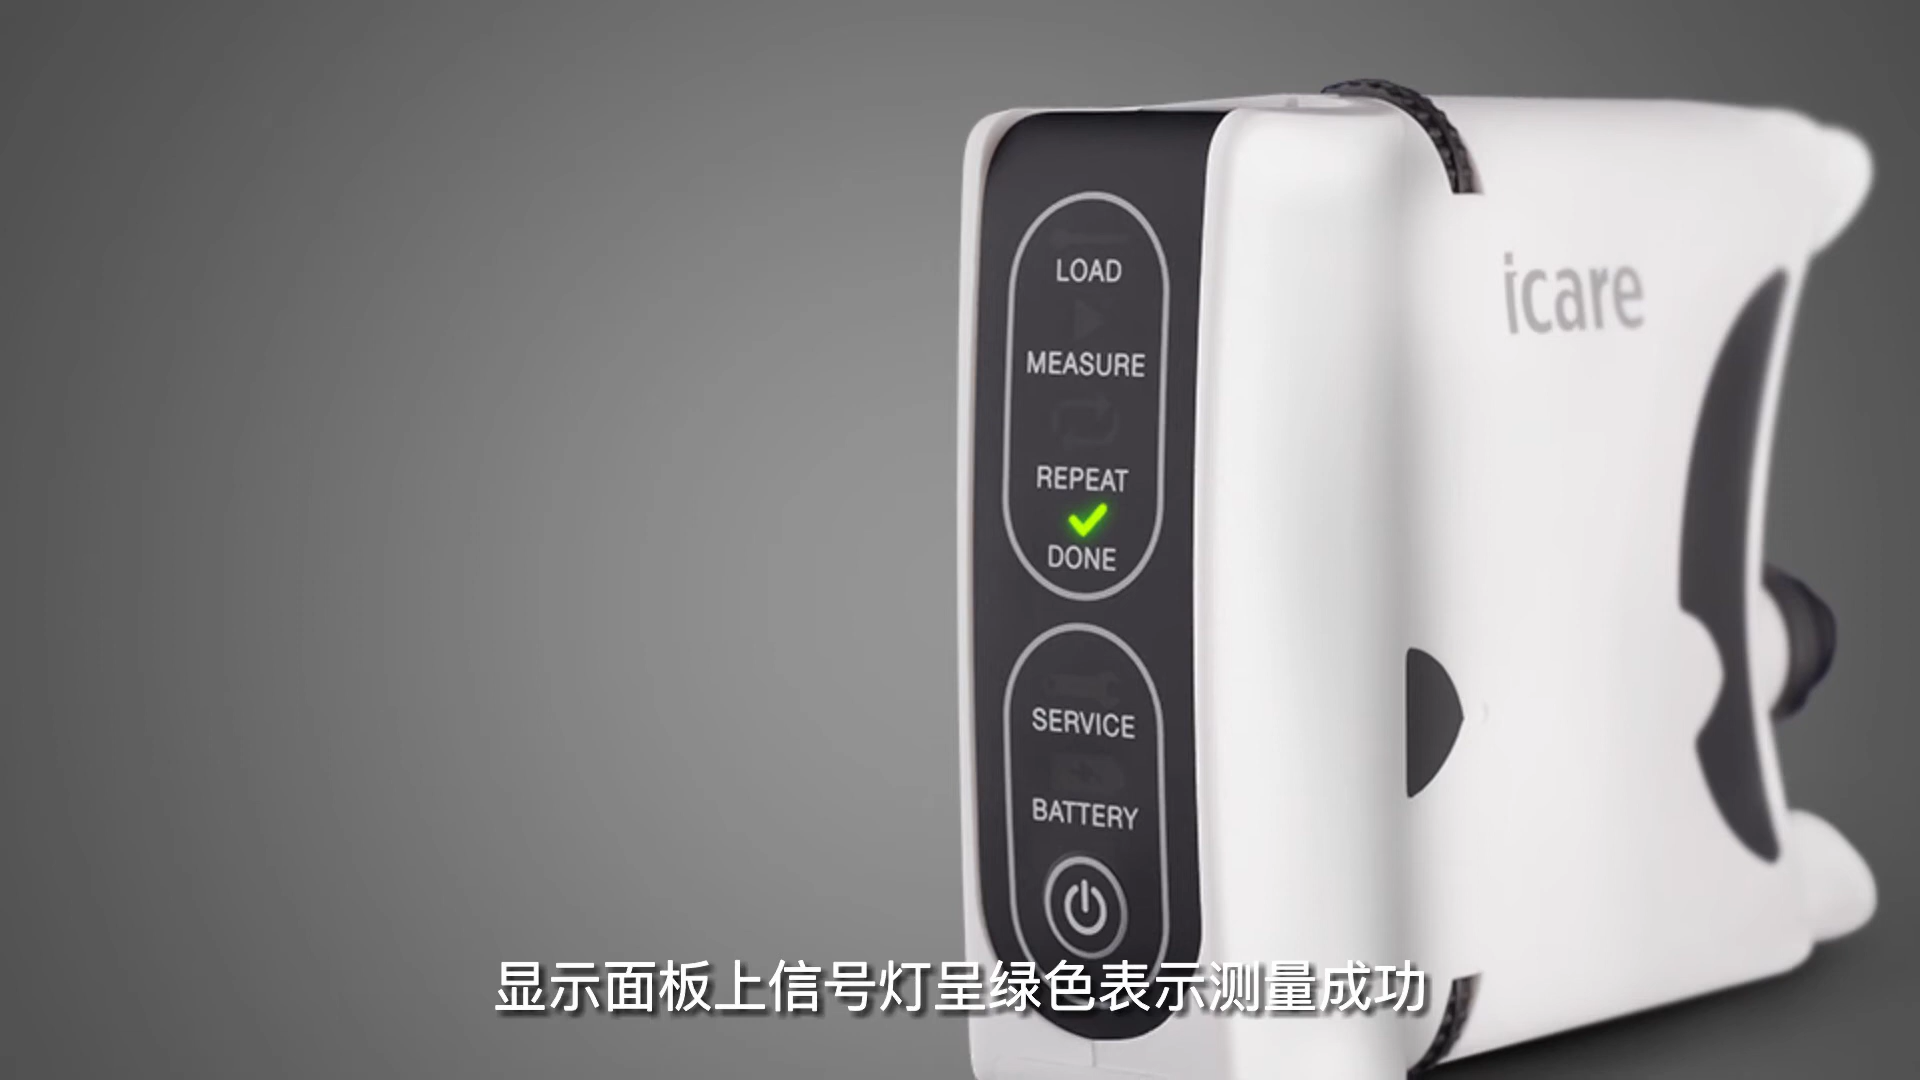 LOAD
MEASURE
REPEAT
DONE
SERVICE
BATTERY
icare
显示面板上信号灯呈绿色表示测量成功